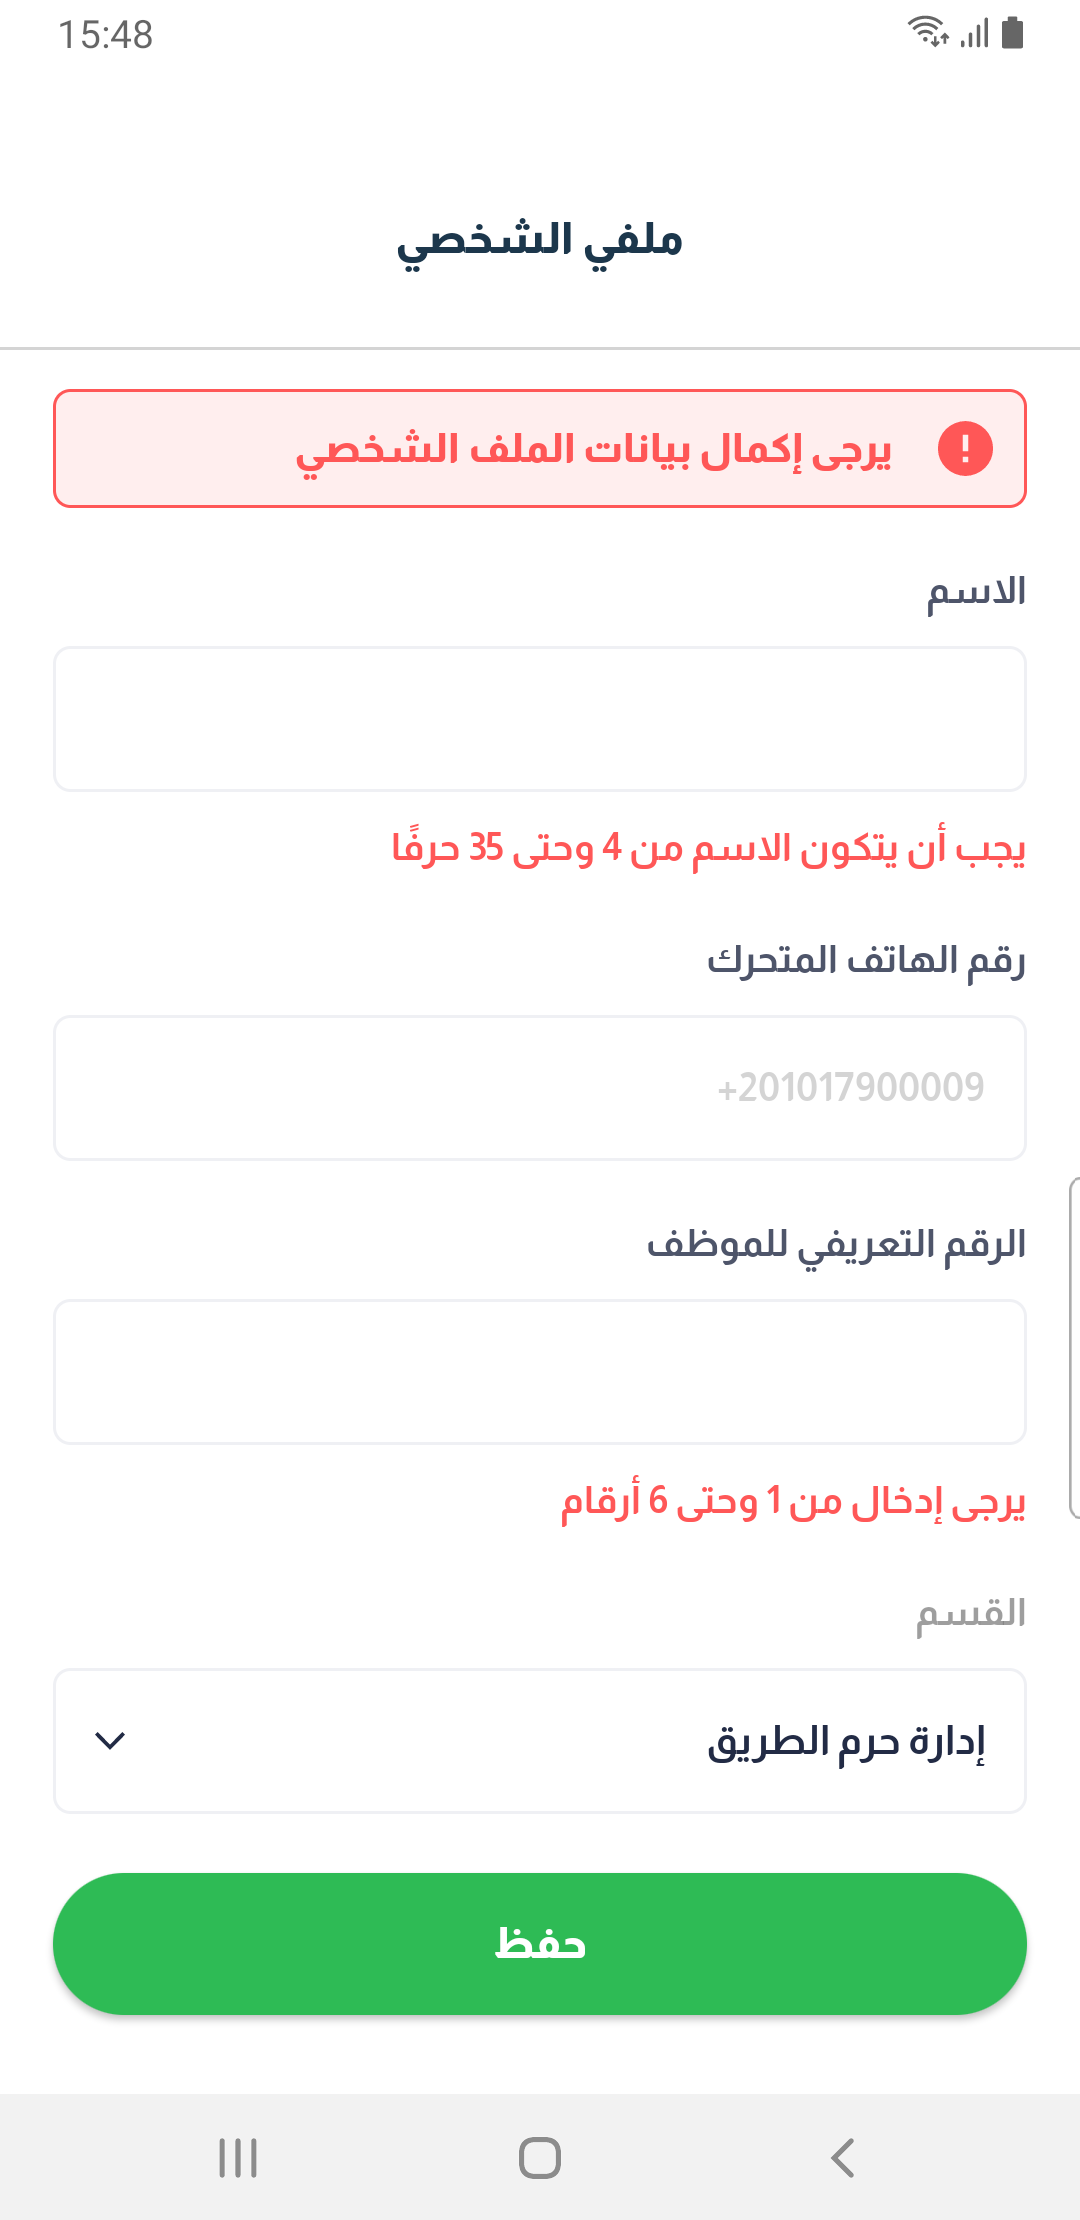 15:48
ملفي الشخصي
يرجى إكمال بيانات الملف الشخصي
الاسم
يجب أن يتكون الاسم من 4 وحتى 35 حرفًا
رقم الهاتف المتحرك
+201017900009
الرقم التعريفي للموظف
يرجى إدخال من 1 وحتى 6 أرقام
القسم
إدارة حرم الطريق
حفظ